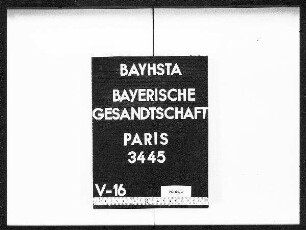 BAYHSTA
BAYERISCHE
GESANDTSCHAFT
PARIS
3445
V-16